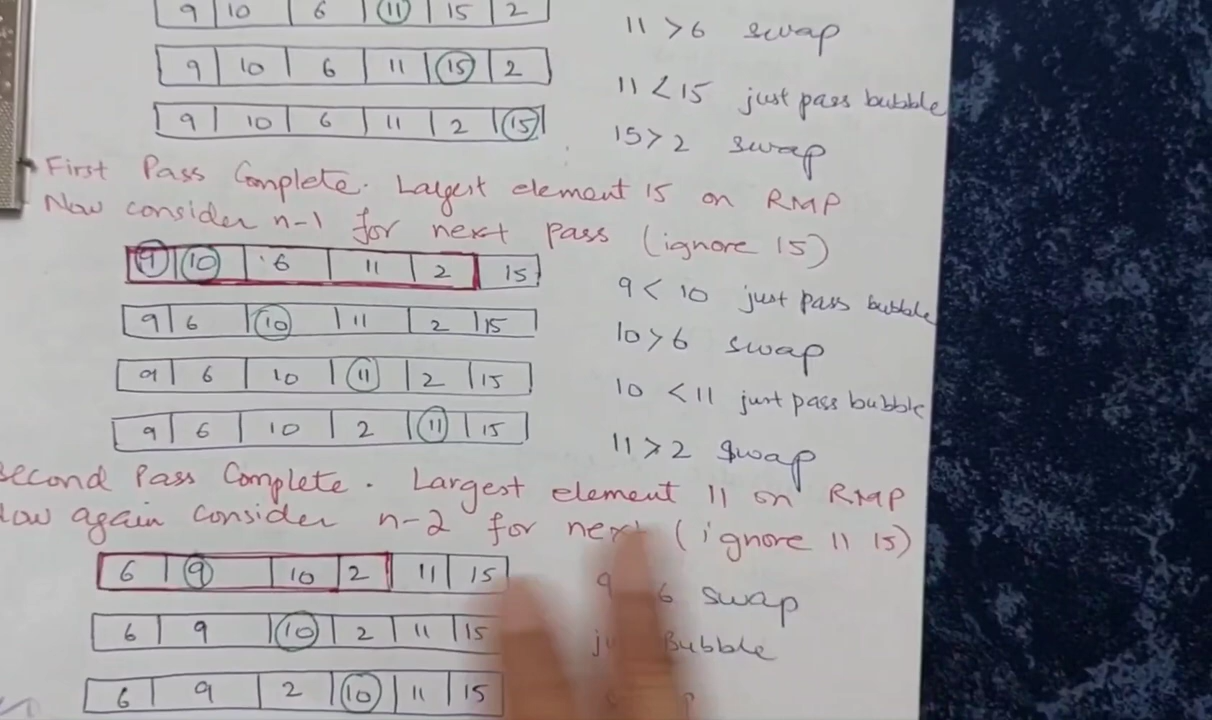 9 10 6 11 15 2
11 >6 swap
9 10 6 11 15 2
11 <15 just pass bubble
9 10 6 11 2 15
15>2 swap
First Pass Complete. Largest element 15 on RMP
Now consider n-1 for next pass (ignore 15)
9 10 6 11 2 15
9 < 10 just pass bubble
9 6 10 11 2 15
10>6 swap
9 6 10 11 2 15
10 <11 just pass bubble
9 6 10 2 11 15
11 >2 swap
second Pass Complete. Largest element 11 on RMP
again consider n-2 for next (ignore 11 15)
6 9 10 2 11 15
9 6 swap
6 9 10 2 11 15
Bubble
6 9 2 10 11 15